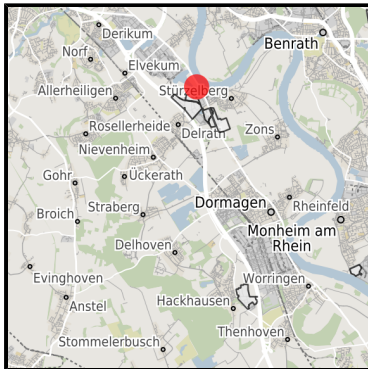 Derikum
Benrath
Norf
Elvekum
Allerheiligen
Stürzelberg
Rosellerheide
Delrath
Zons
Nievenheim
Gohr
Ückerath
Straberg
Dormagen
Rheinfeld
Broich
Monheim am
Rhein
Delhoven
Evinghoven
Worringen
Anstel
Hackhausen
Thenhoven
Stommelerbusch